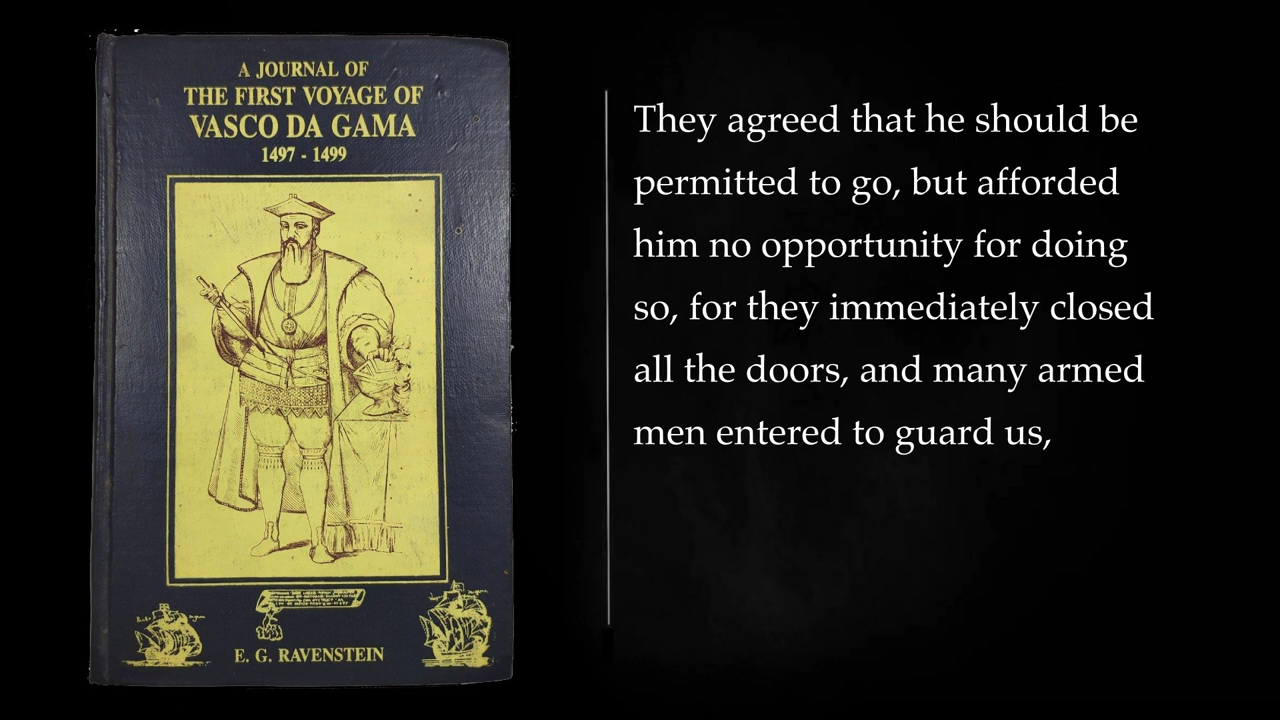 A JOURNAL OF
THE FIRST VOYAGE OF
VASCO DA GAMA
1497 - 1499
E. G. RAVENSTEIN
They agreed that he should be
permitted to go, but afforded
him no opportunity for doing
so, for they immediately closed
all the doors, and many armed
men entered to guard us,